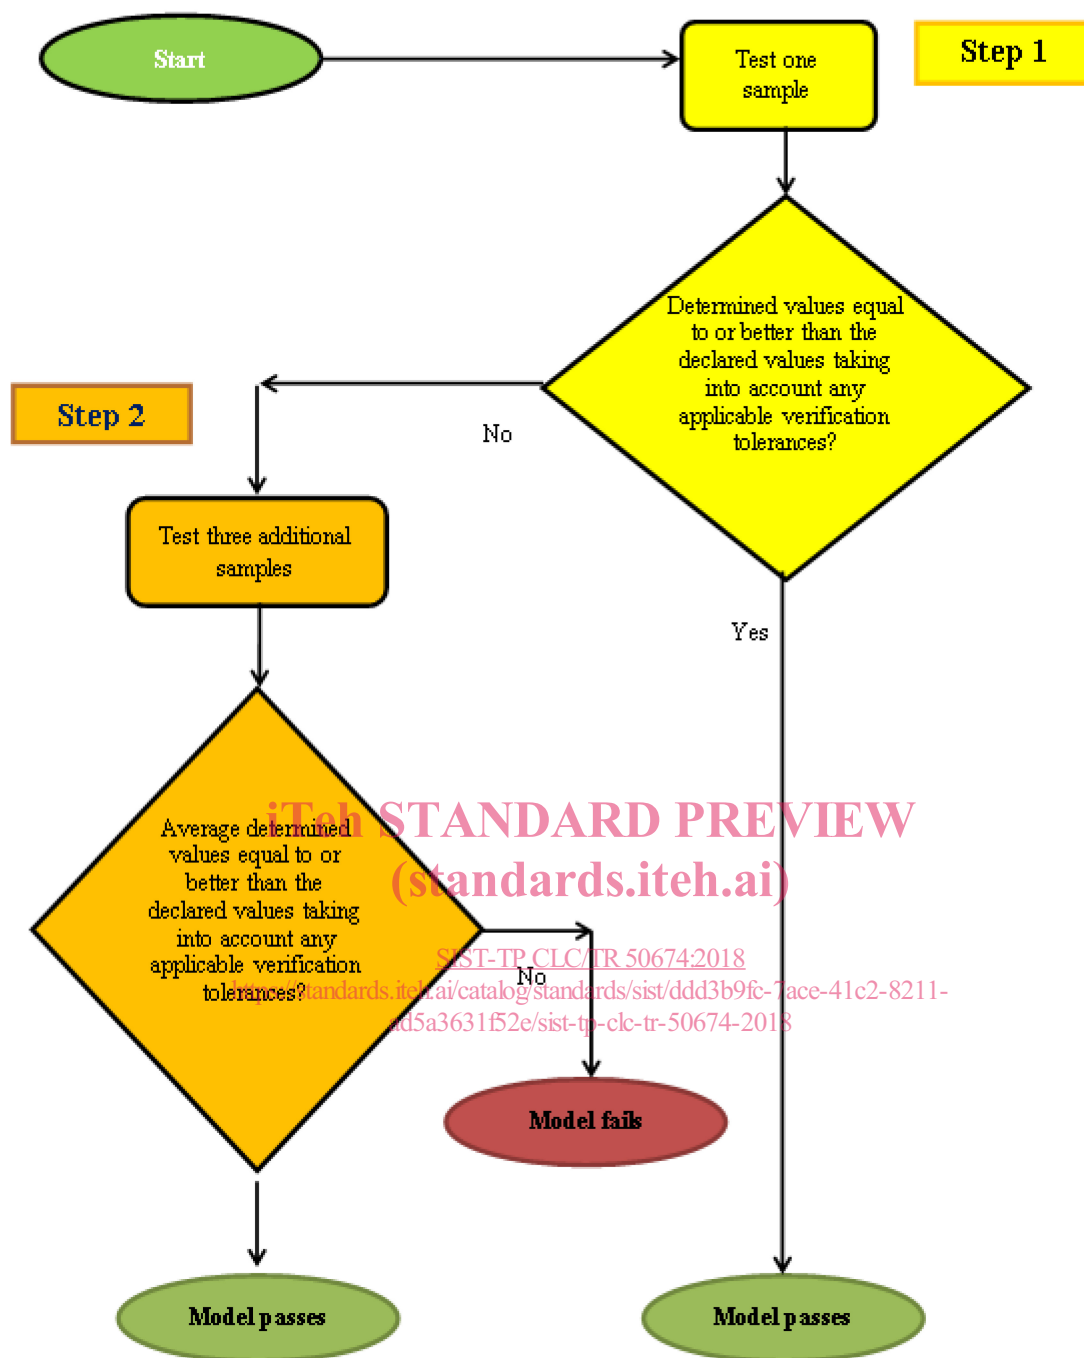 Start
Test one
sample
Step 1
Determined values equal
to or better than the
declared values taking
into account any
applicable verification
tolerances?
No
Step 2
Test three additional
samples
Yes
Average determined
values equal to or
better than the
declared values taking
into account any
applicable verification
tolerances?
iTeh STANDARD PREVIEW
(standards.iteh.ai)
SIST-TP CLC/TR 50674:2018
No
https://standards.iteh.ai/catalog/standards/sist/ddd3b9fc-7ace-41c2-8211-
ad5a3631f52e/sist-tp-clc-tr-50674-2018
Model fails
Model passes
Model passes